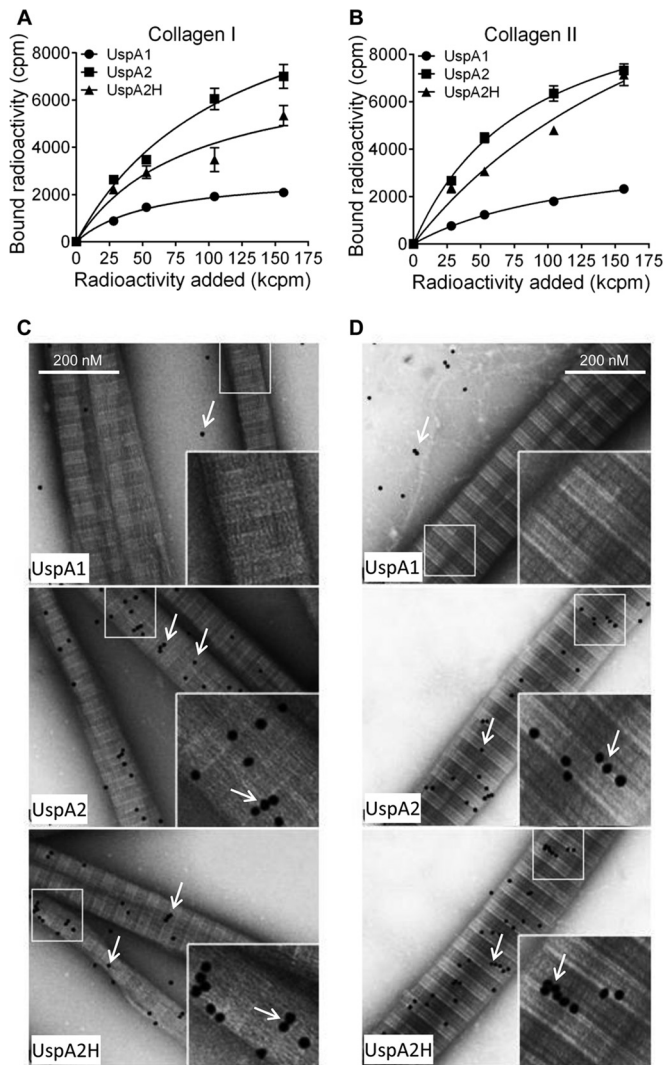 A
Collagen I
Bound radioactivity (cpm)
8000
6000
4000
2000
0
UspA1
UspA2
UspA2H
0 25 50 75 100 125 150 175
Radioactivity added (kcpm)
B
Collagen II
Bound radioactivity (cpm)
8000
6000
4000
2000
0
UspA1
UspA2
UspA2H
0 25 50 75 100 125 150 175
Radioactivity added (kcpm)
C
200 nM
UspA1
UspA2
UspA2H
D
200 nM
UspA1
UspA2
UspA2H